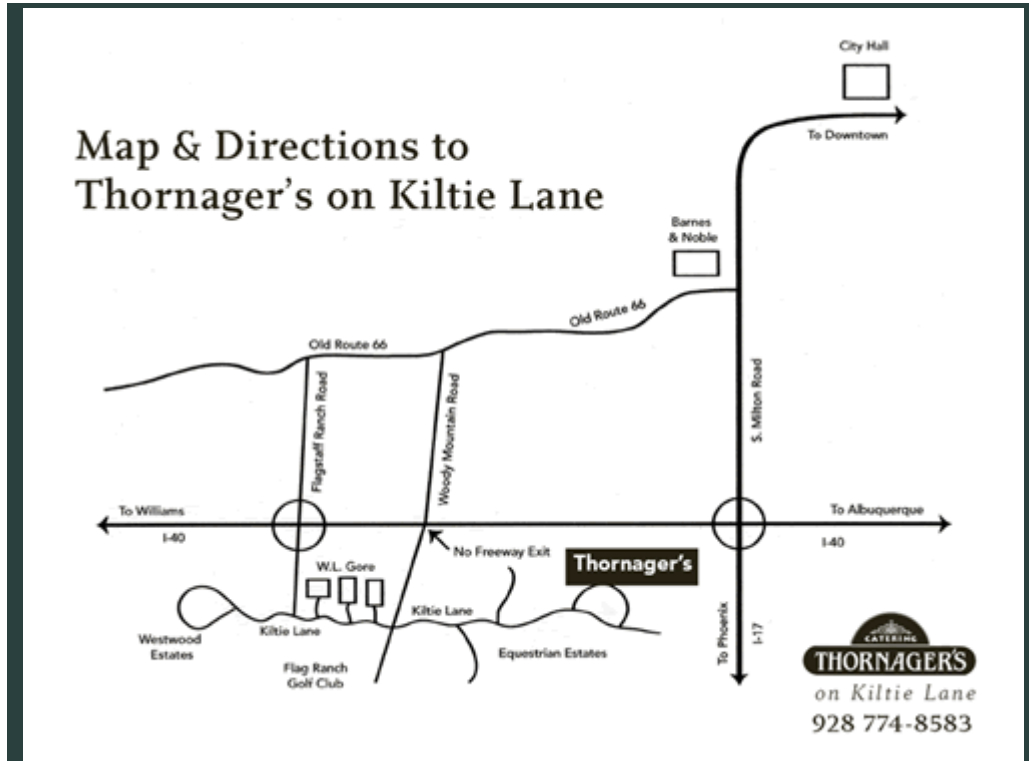 City Hall
To Downtown
Map & Directions to
Thornager's on Kiltie Lane
Barnes
& Noble
Old Route 66
Old Route 66
Flagstaff Ranch Road
Woody Mountain Road
S. Milton Road
To Williams
I-40
To Albuquerque
I-40
No Freeway Exit
Thornager's
W.L. Gore
Kiltie Lane
Kiltie Lane
Westwood
Estates
Equestrian Estates
Flag Ranch
Golf Club
To Phoenix
I-17
CATERING
THORNAGER'S
on Kiltie Lane
928 774-8583